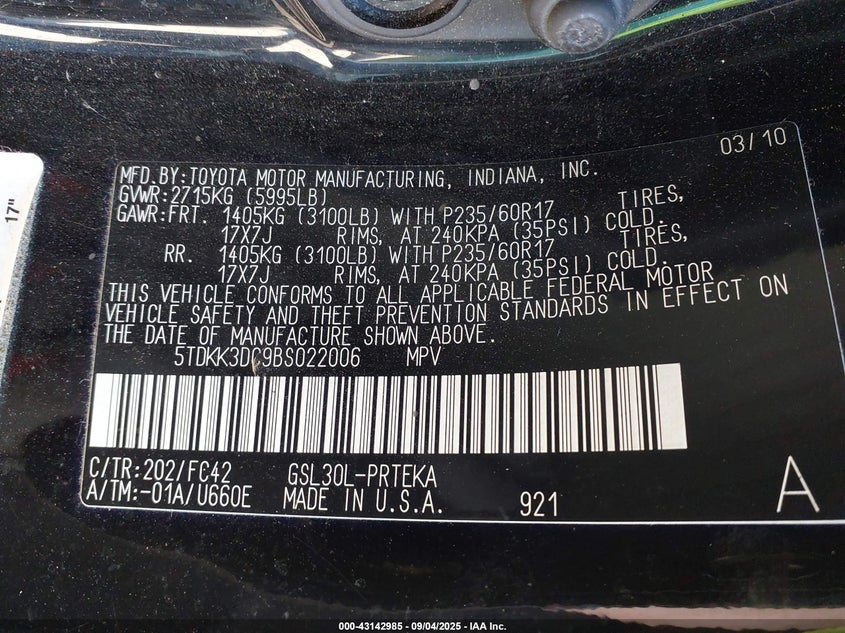 03/10
MFD.BY:TOYOTA MOTOR MANUFACTURING, INDIANA, INC.
GVWR:2715KG (5995LB)
GAWR:FRT. 1405KG (3100LB) WITH P235/60R17 TIRES,
17X7J RIMS, AT 240KPA (35PSI) COLD.
RR. 1405KG (3100LB) WITH P235/60R17 TIRES,
17X7J RIMS, AT 240KPA (35PSI) COLD.
THIS VEHICLE CONFORMS TO ALL APPLICABLE FEDERAL MOTOR
VEHICLE SAFETY AND THEFT PREVENTION STANDARDS IN EFFECT ON
THE DATE OF MANUFACTURE SHOWN ABOVE.
5TDKK3DC9BS022006 MPV
C/TR:202/FC42 GSL30L-PRTEKA
A/TM:-01A/U660E MADE IN U.S.A. 921 A
17"
000-43142985 - 09/04/2025 - IAA Inc.